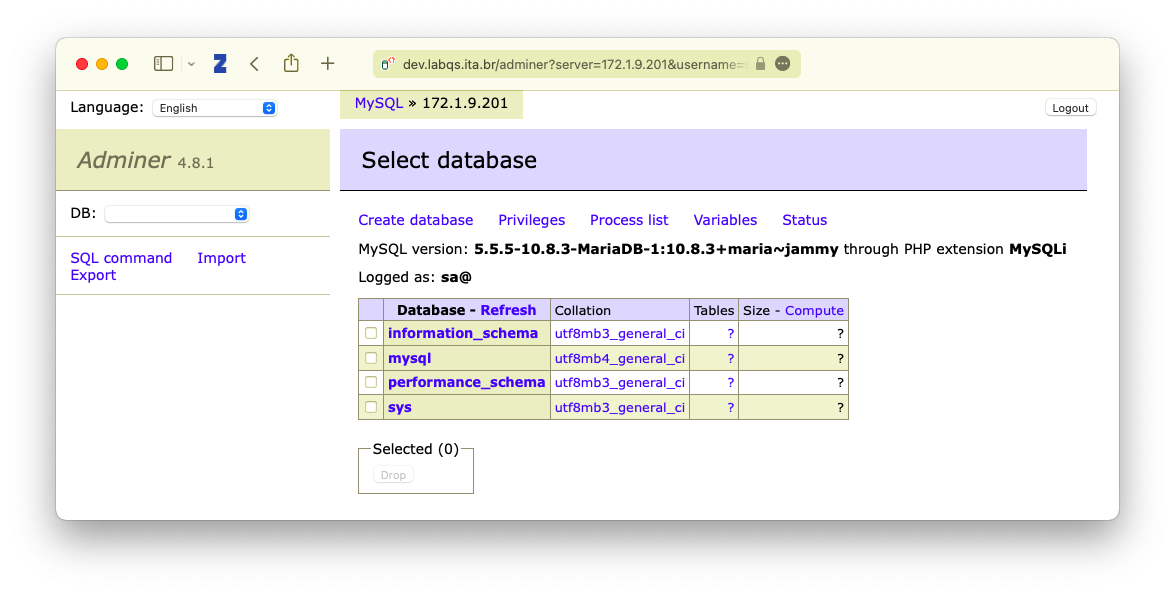 dev.labqs.ita.br/adminer?server=172.1.9.201&username=
Language: English
MySQL » 172.1.9.201
Logout
Adminer 4.8.1
Select database
DB:
Create database Privileges Process list Variables Status
MySQL version: 5.5.5-10.8.3-MariaDB-1:10.8.3+maria~jammy through PHP extension MySQLi
SQL command Import
Export
Logged as: sa@
Database - Refresh Collation Tables Size - Compute
information_schema utf8mb3_general_ci ? ?
mysql utf8mb4_general_ci ? ?
performance_schema utf8mb3_general_ci ? ?
sys utf8mb3_general_ci ? ?
Selected (0)
Drop